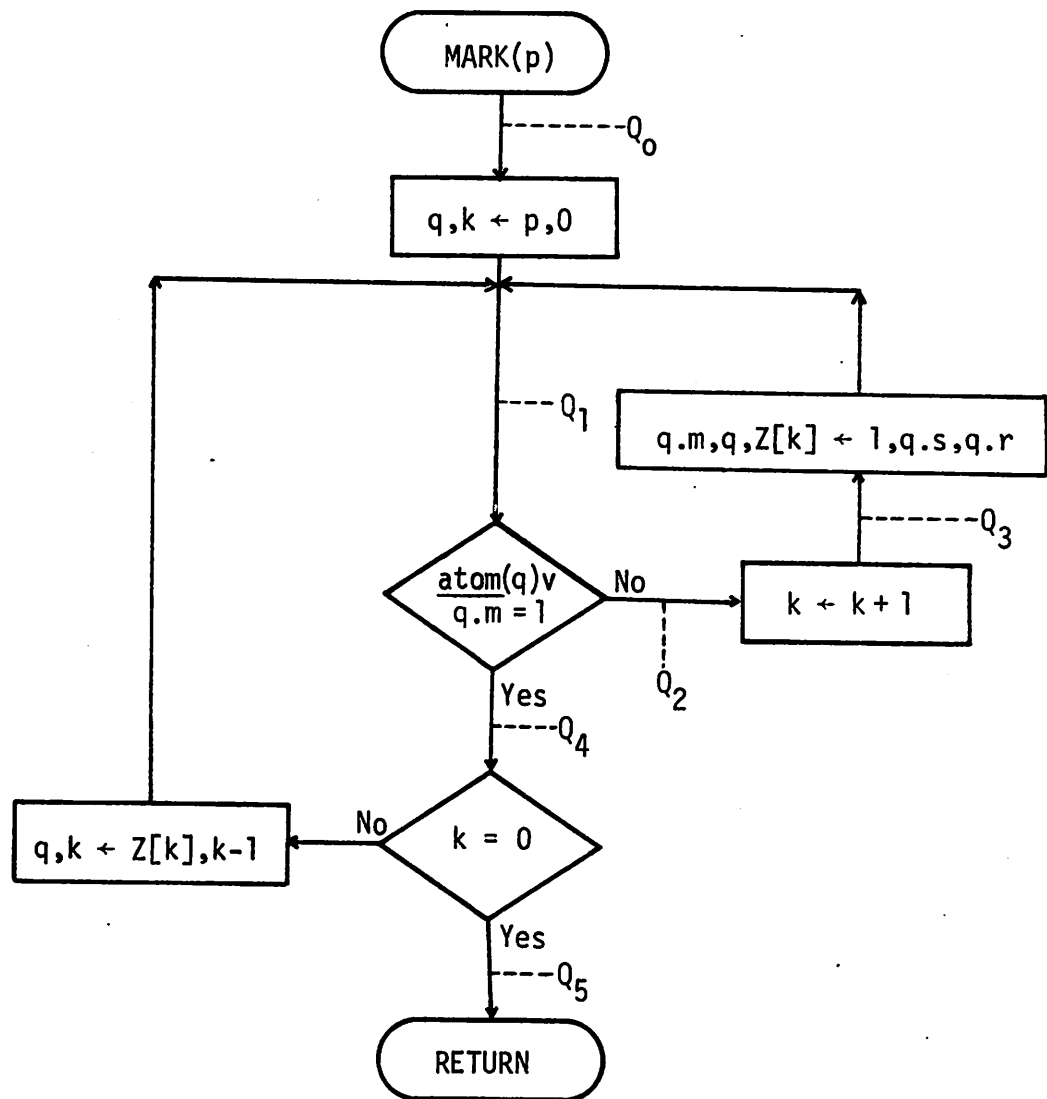 MARK(p)
Q₀
q,k ← p,0
Q₁
q.m,q,Z[k] ← 1,q.s,q.r
Q₃
atom(q)∨
q.m = 1
No
k ← k+1
Q₂
Yes
Q₄
k = 0
No
q,k ← Z[k],k-1
Yes
Q₅
RETURN